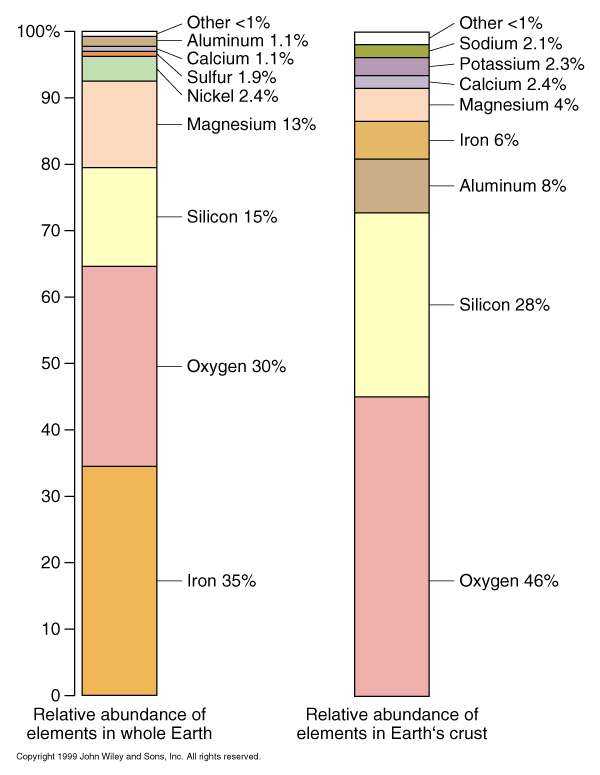 100%
90
80
70
60
50
40
30
20
10
0
Other <1%
Aluminum 1.1%
Calcium 1.1%
Sulfur 1.9%
Nickel 2.4%
Magnesium 13%
Silicon 15%
Oxygen 30%
Iron 35%
Relative abundance of
elements in whole Earth
Other <1%
Sodium 2.1%
Potassium 2.3%
Calcium 2.4%
Magnesium 4%
Iron 6%
Aluminum 8%
Silicon 28%
Oxygen 46%
Relative abundance of
elements in Earth‘s crust
Copyright 1999 John Wiley and Sons, Inc. All rights reserved.